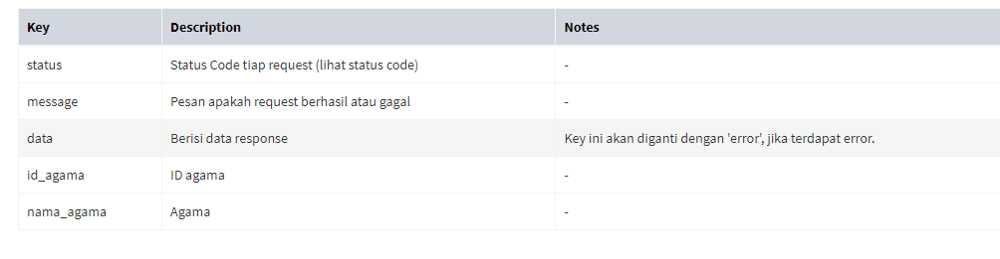 Key Description Notes
status Status Code tiap request (lihat status code) -
message Pesan apakah request berhasil atau gagal -
data Berisi data response Key ini akan diganti dengan 'error', jika terdapat error.
id_agama ID agama -
nama_agama Agama -